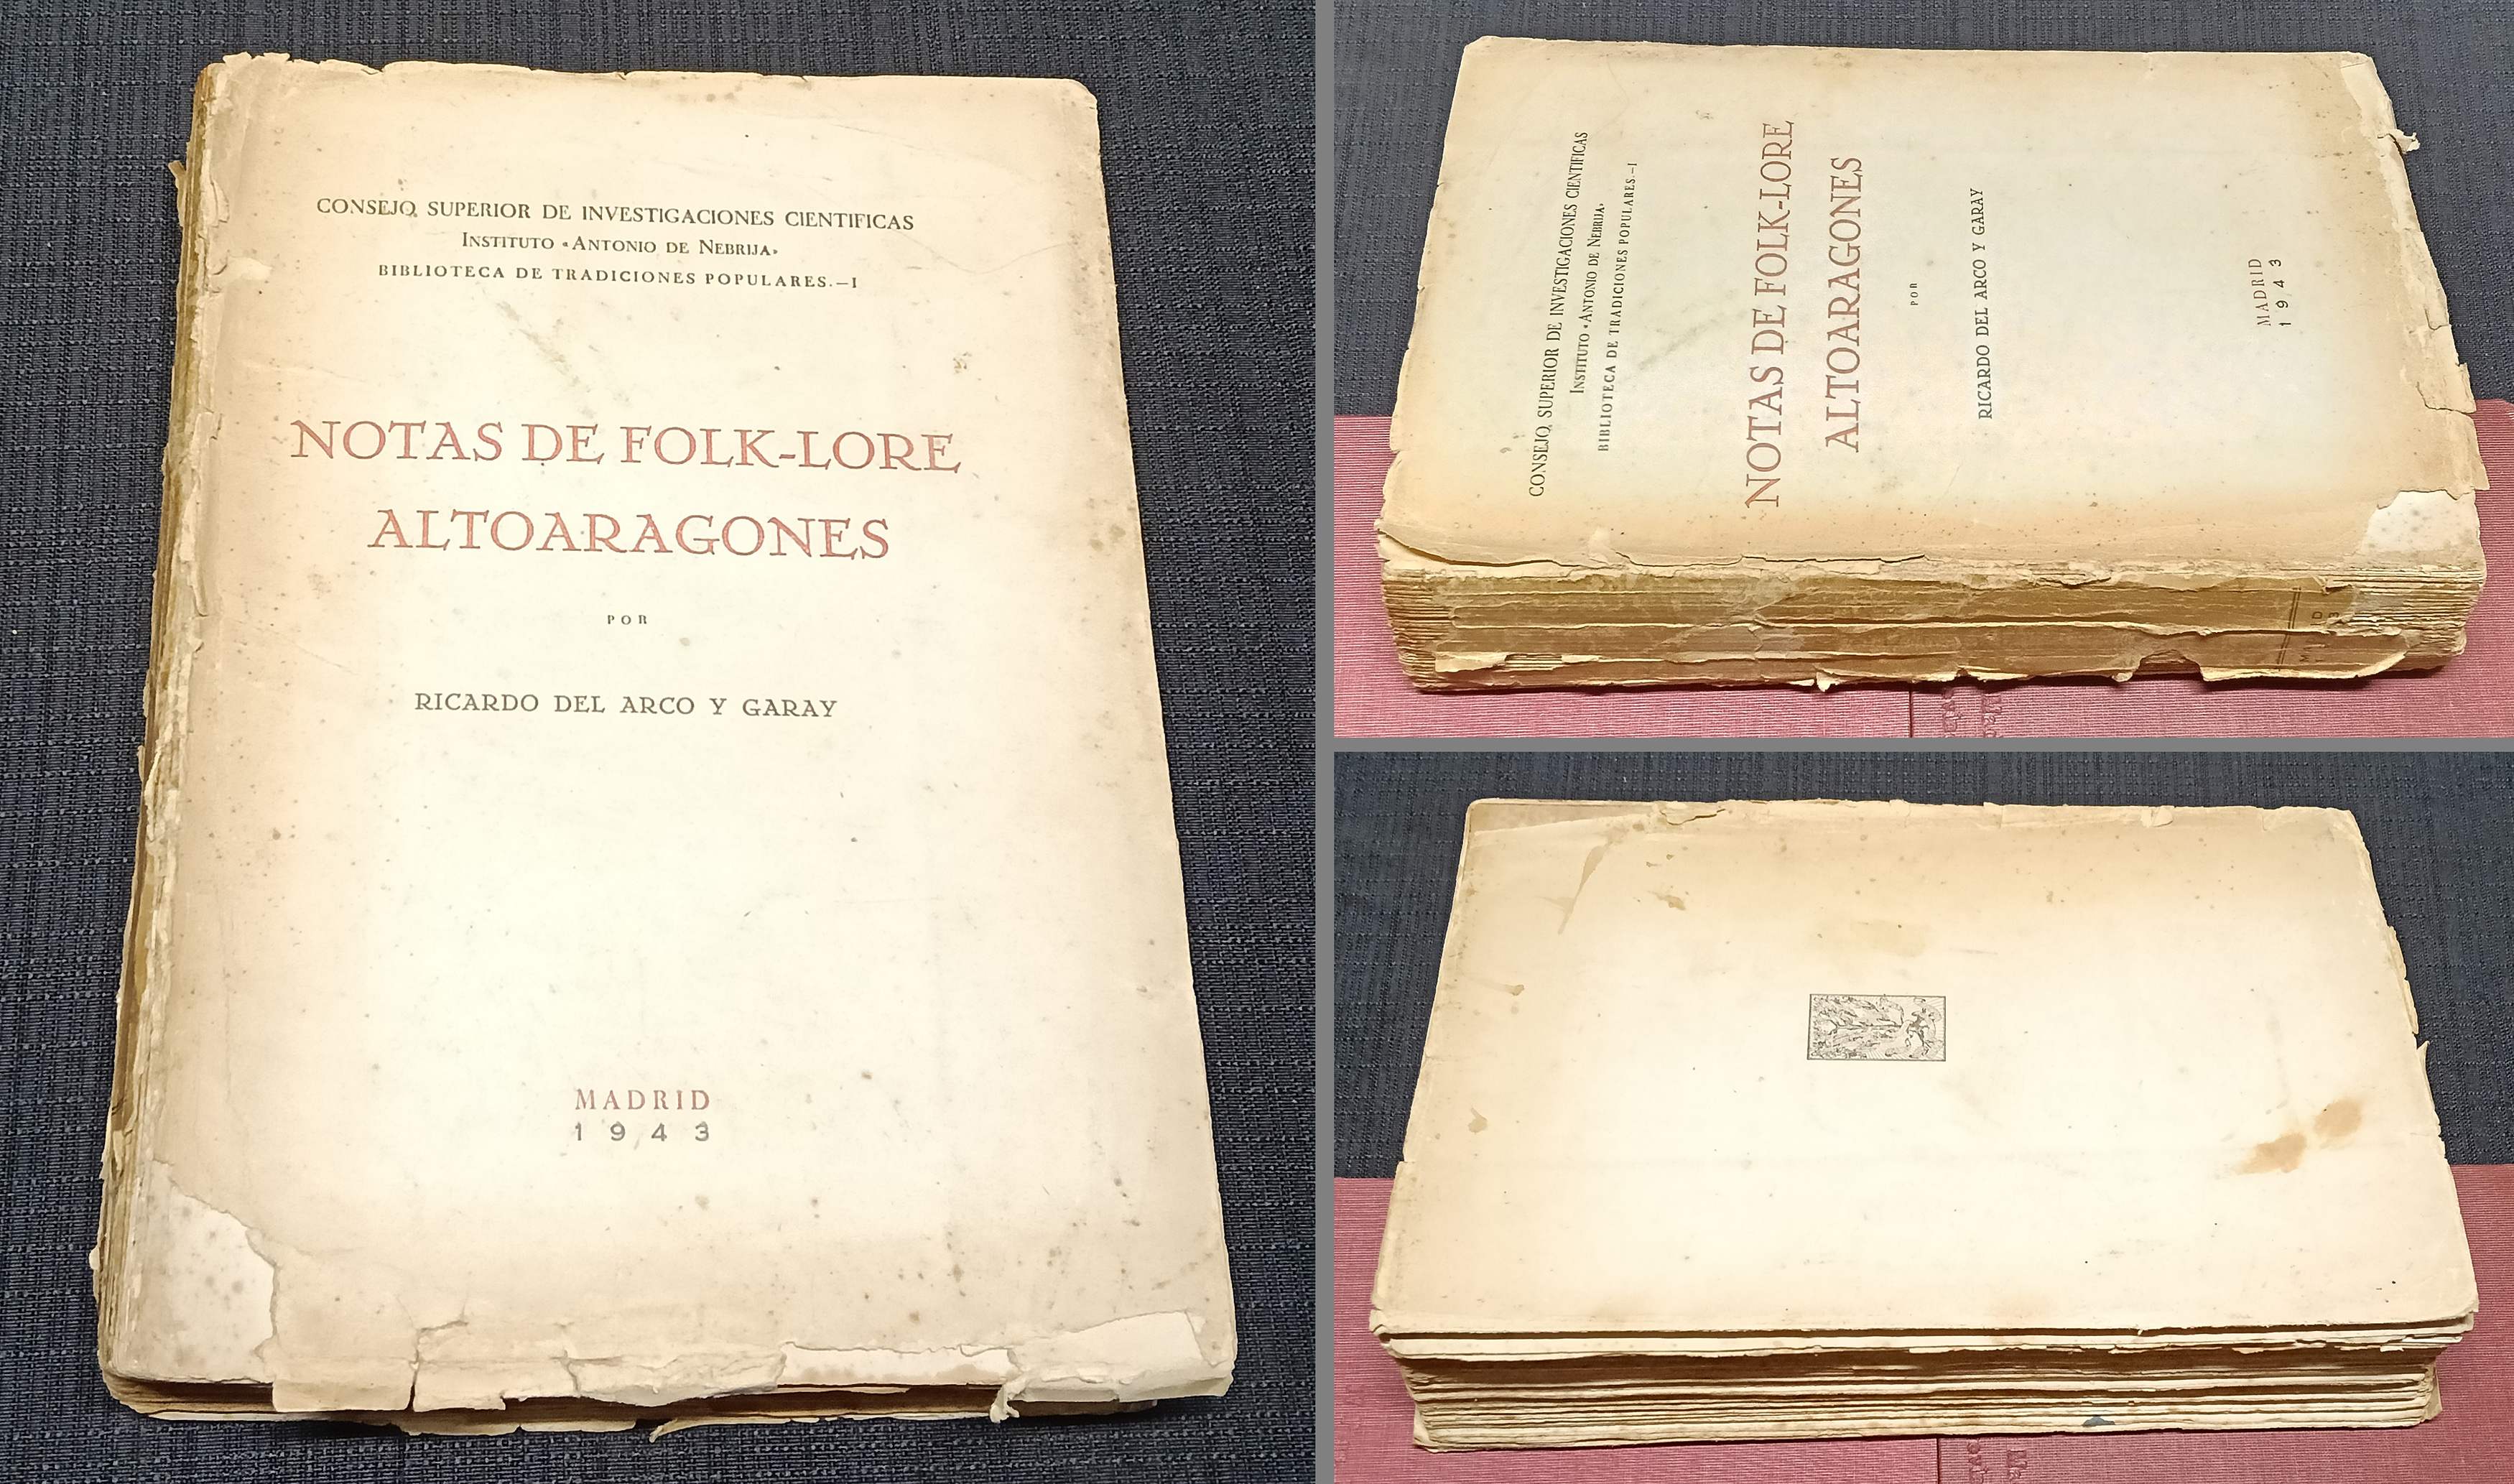 CONSEJO SUPERIOR DE INVESTIGACIONES CIENTIFICAS
INSTITUTO «ANTONIO DE NEBRIJA»
BIBLIOTECA DE TRADICIONES POPULARES.—I
NOTAS DE FOLK-LORE
ALTOARAGONES
POR
RICARDO DEL ARCO Y GARAY
MADRID
1943
CONSEJO SUPERIOR DE INVESTIGACIONES CIENTIFICAS
INSTITUTO «ANTONIO DE NEBRIJA»
BIBLIOTECA DE TRADICIONES POPULARES.—I
NOTAS DE FOLK-LORE
ALTOARAGONES
POR
RICARDO DEL ARCO Y GARAY
MADRID
1943